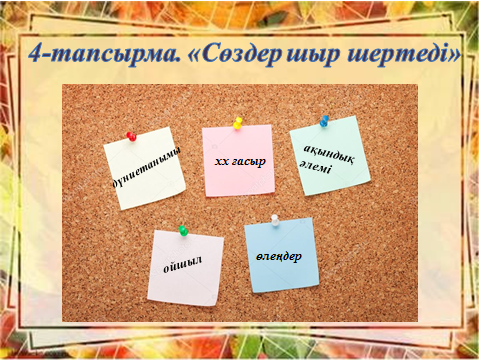 4-тапсырма. «Сөздер шыр шертеді»
дүниетанымы
хх ғасыр
ақындық
әлемі
ойшыл
өлеңдер